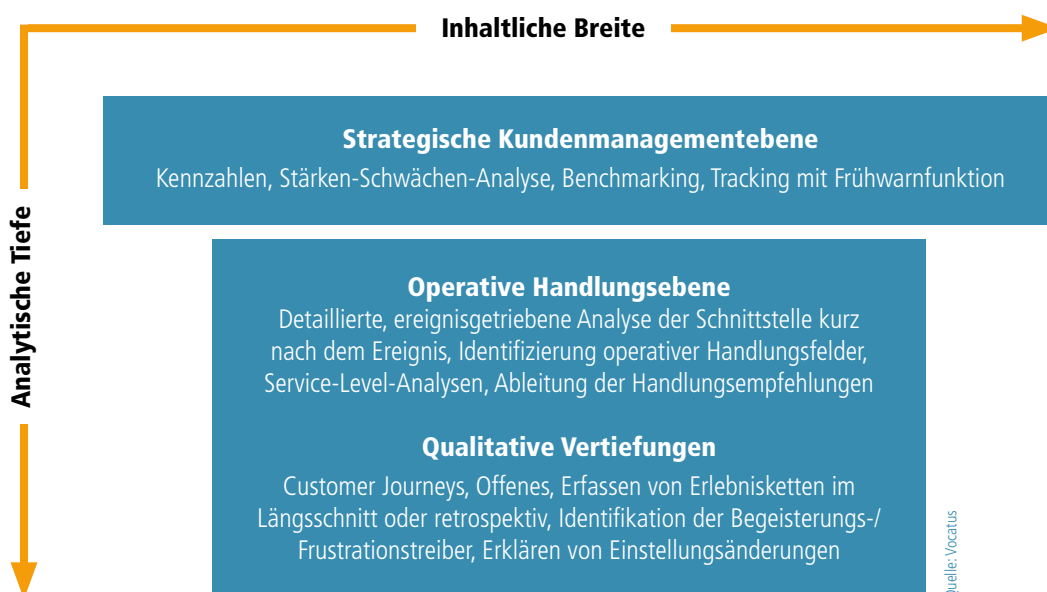 Inhaltliche Breite
Analytische Tiefe
Strategische Kundenmanagementebene
Kennzahlen, Stärken-Schwächen-Analyse, Benchmarking, Tracking mit Frühwarnfunktion
Operative Handlungsebene
Detaillierte, ereignisgetriebene Analyse der Schnittstelle kurz
nach dem Ereignis, Identifizierung operativer Handlungsfelder,
Service-Level-Analysen, Ableitung der Handlungsempfehlungen
Qualitative Vertiefungen
Customer Journeys, Offenes, Erfassen von Erlebnisketten im
Längsschnitt oder retrospektiv, Identifikation der Begeisterungs-/
Frustrationstreiber, Erklären von Einstellungsänderungen
Quelle: Vocatus